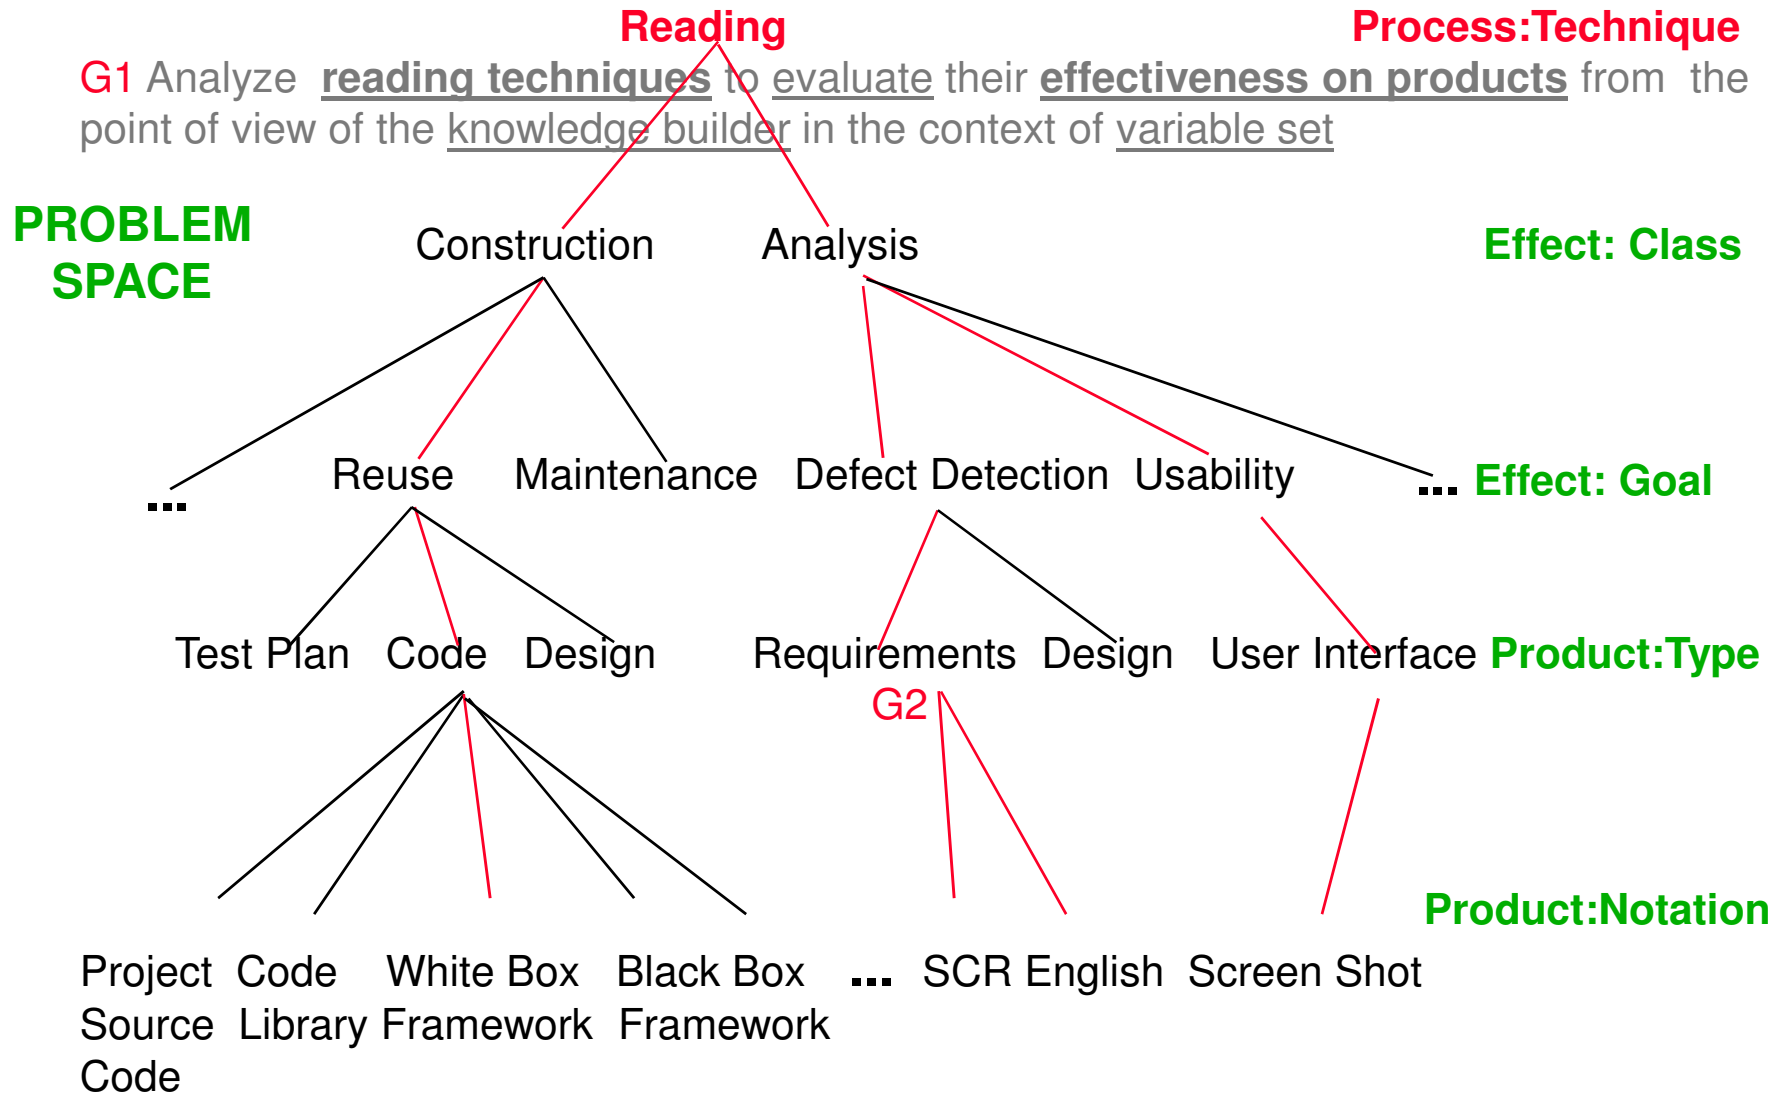 Reading Process:Technique
G1 Analyze reading techniques to evaluate their effectiveness on products from the
point of view of the knowledge builder in the context of variable set
PROBLEM
SPACE
Construction Analysis Effect: Class
... Reuse Maintenance Defect Detection Usability ... Effect: Goal
Test Plan Code Design Requirements Design User Interface Product:Type
G2
Product:Notation
Project Code White Box Black Box ... SCR English Screen Shot
Source Library Framework Framework
Code